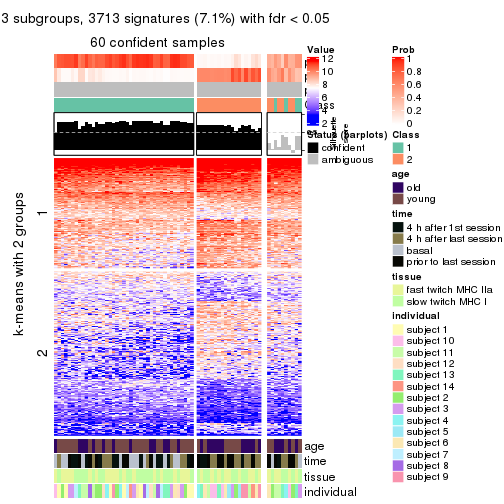 3 subgroups, 3713 signatures (7.1%) with fdr < 0.05
60 confident samples
p
p
p
Class
1
2
k-means with 2 groups
age
time
tissue
individual
Value
12
10
8
6
4
2
Silhouette
score
Status (barplots)
confident
ambiguous
Prob
1
0.8
0.6
0.4
0.2
0
Class
1
2
age
old
young
time
4 h after 1st session
4 h after last session
basal
prior to last session
tissue
fast twitch MHC IIa
slow twitch MHC I
individual
subject 1
subject 10
subject 11
subject 12
subject 13
subject 14
subject 2
subject 3
subject 4
subject 5
subject 6
subject 7
subject 8
subject 9